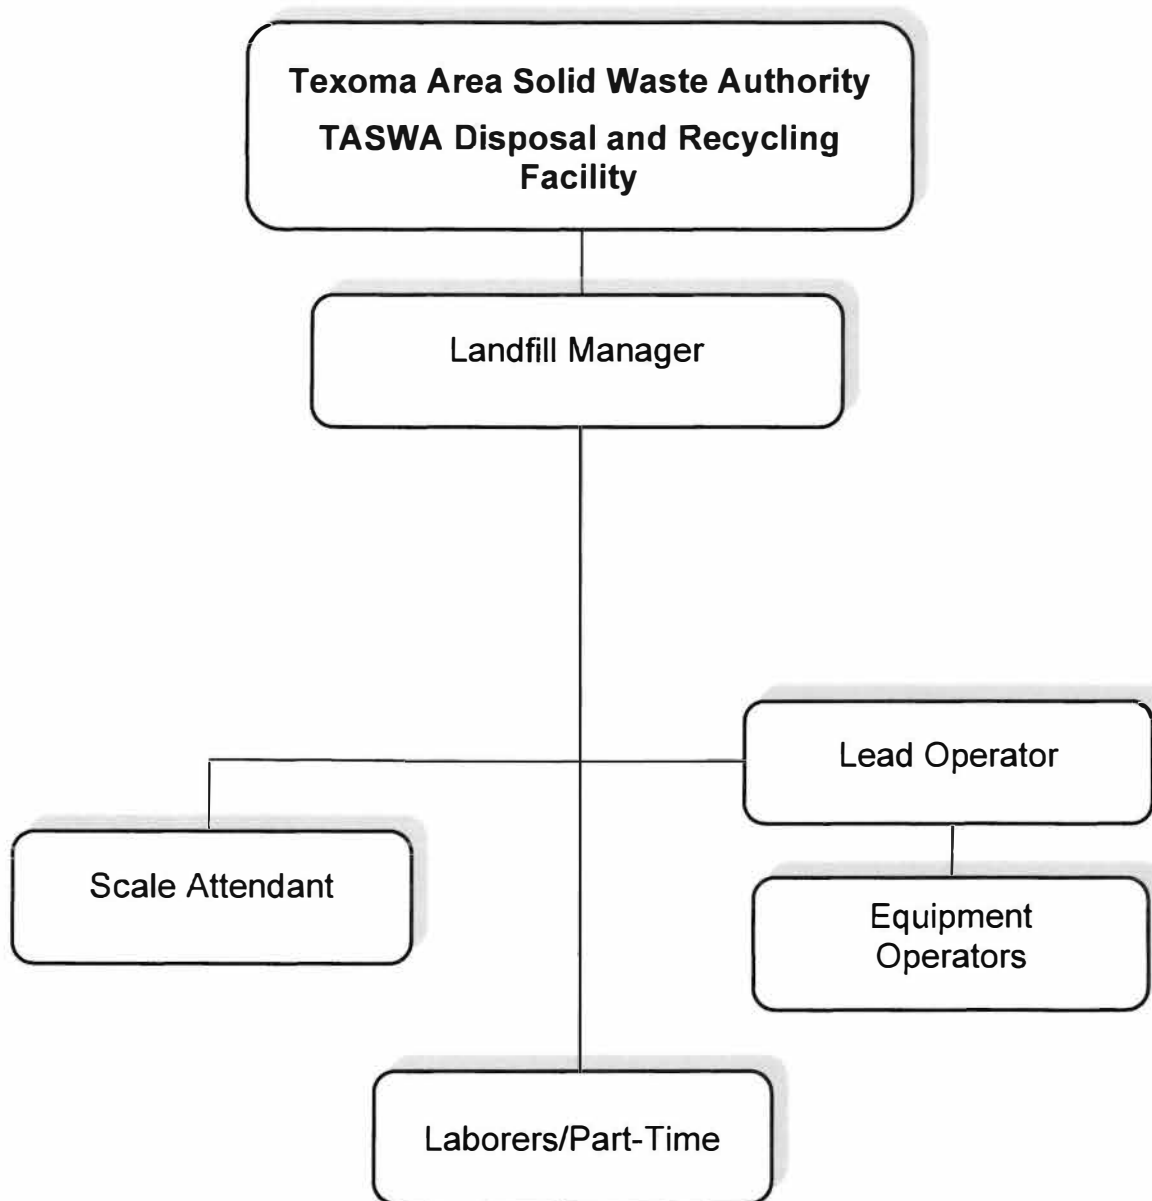 Texoma Area Solid Waste Authority
TASWA Disposal and Recycling
Facility
Landfill Manager
Lead Operator
Scale Attendant
Equipment
Operators
Laborers/Part-Time